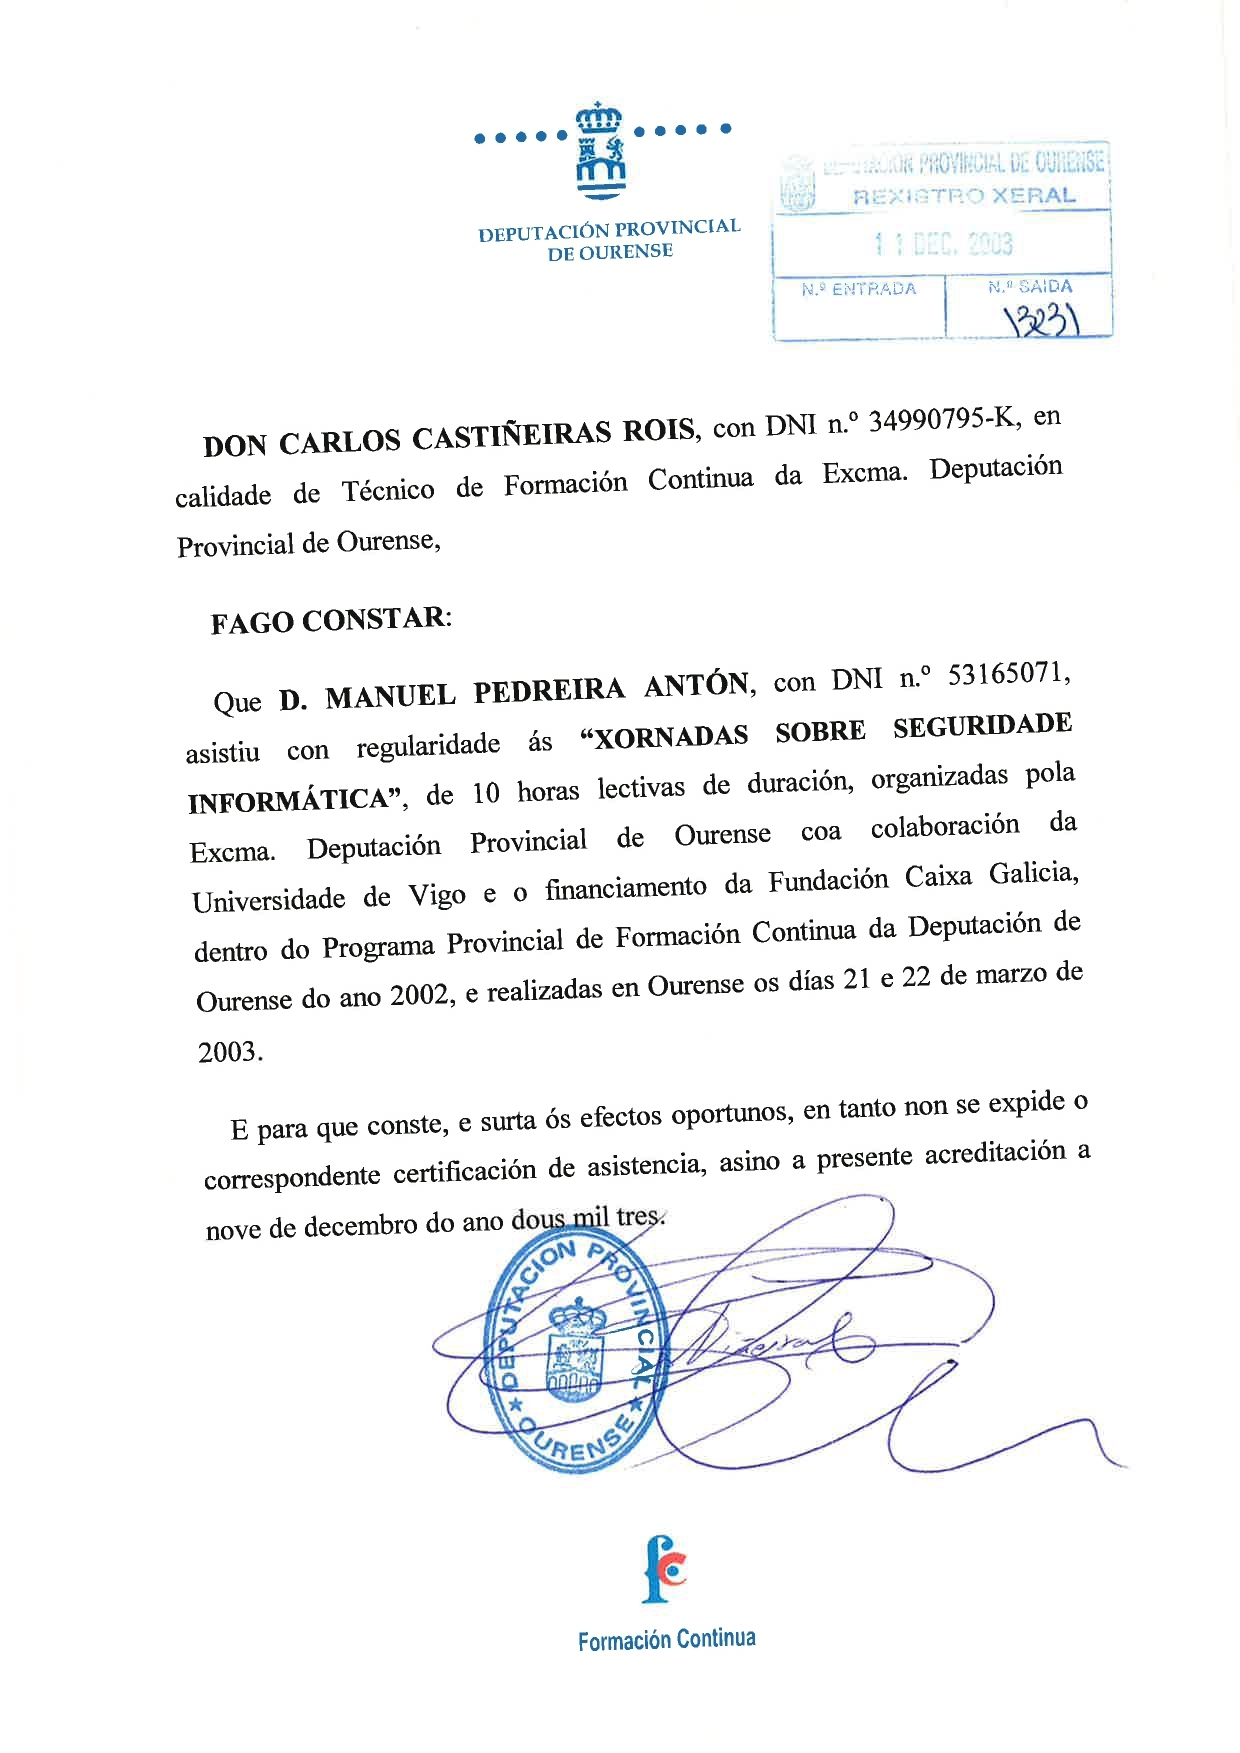 DEPUTACIÓN PROVINCIAL
DE OURENSE
DEPUTACIÓN PROVINCIAL DE OURENSE
REXISTRO XERAL
11 DEC. 2003
N.º ENTRADA
N.º SAIDA
13231
DON CARLOS CASTIÑEIRAS ROIS, con DNI n.º 34990795-K, en
calidade de Técnico de Formación Continua da Excma. Deputación
Provincial de Ourense,
FAGO CONSTAR:
Que D. MANUEL PEDREIRA ANTÓN, con DNI n.º 53165071,
asistiu con regularidade ás “XORNADAS SOBRE SEGURIDADE
INFORMÁTICA”, de 10 horas lectivas de duración, organizadas pola
Excma. Deputación Provincial de Ourense coa colaboración da
Universidade de Vigo e o financiamento da Fundación Caixa Galicia,
dentro do Programa Provincial de Formación Continua da Deputación de
Ourense do ano 2002, e realizadas en Ourense os días 21 e 22 de marzo de
2003.
E para que conste, e surta ós efectos oportunos, en tanto non se expide o
correspondente certificación de asistencia, asino a presente acreditación a
nove de decembro do ano dous mil tres.
DEPUTACION PROVINCIAL
OURENSE
fc
Formación Continua